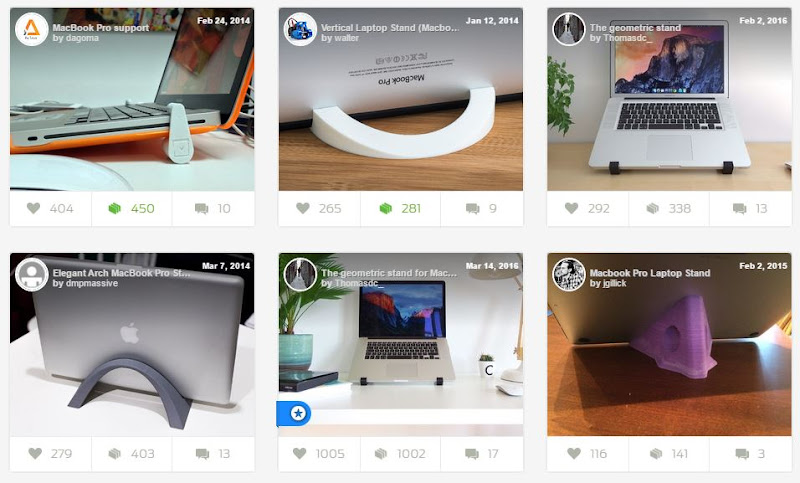 MacBook Pro support
by dagoma
Feb 24, 2014
404
450
10
Vertical Laptop Stand (Macbo...
by walter
Jan 12, 2014
MacBook Pro
265
281
9
The geometric stand
by Thomasdc_
Feb 2, 2016
292
338
13
Elegant Arch MacBook Pro St...
by dmpmassive
Mar 7, 2014
279
403
13
The geometric stand for Mac...
by Thomasdc_
Mar 14, 2016
C
1005
1002
17
Macbook Pro Laptop Stand
by jgillick
Feb 2, 2015
116
141
3